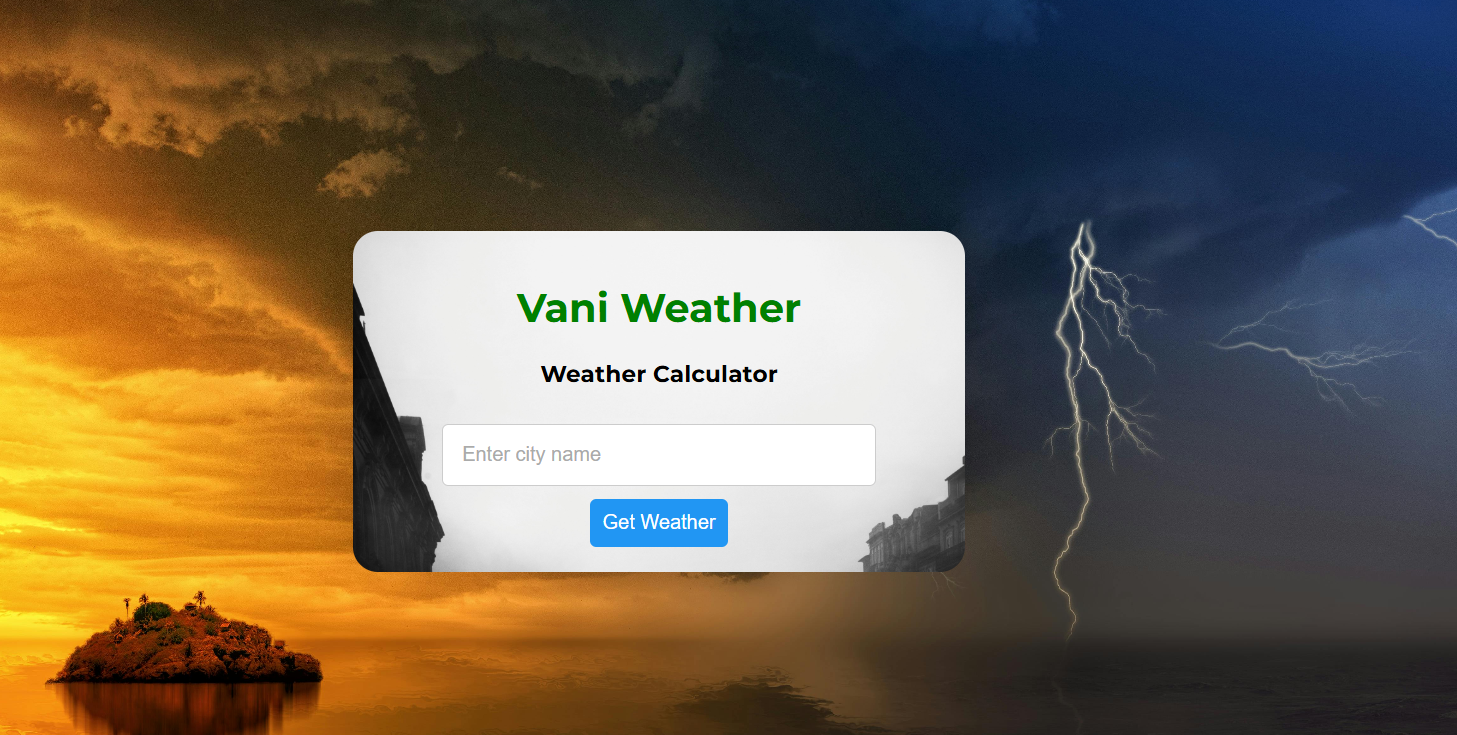 Vani Weather
Weather Calculator
Enter city name
Get Weather